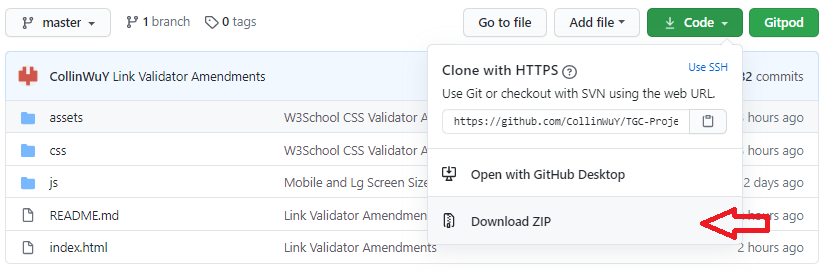 master 1 branch 0 tags Go to file Add file Code Gitpod
CollinWuY Link Validator Amendments 32 commits
Clone with HTTPS Use SSH
Use Git or checkout with SVN using the web URL.
https://github.com/CollinWuY/TGC-Proje
Open with GitHub Desktop
Download ZIP
assets W3School CSS Validator A hours ago
css W3School CSS Validator A hours ago
js Mobile and Lg Screen Size 2 days ago
README.md Link Validator Amendments hours ago
index.html Link Validator Amendments 2 hours ago